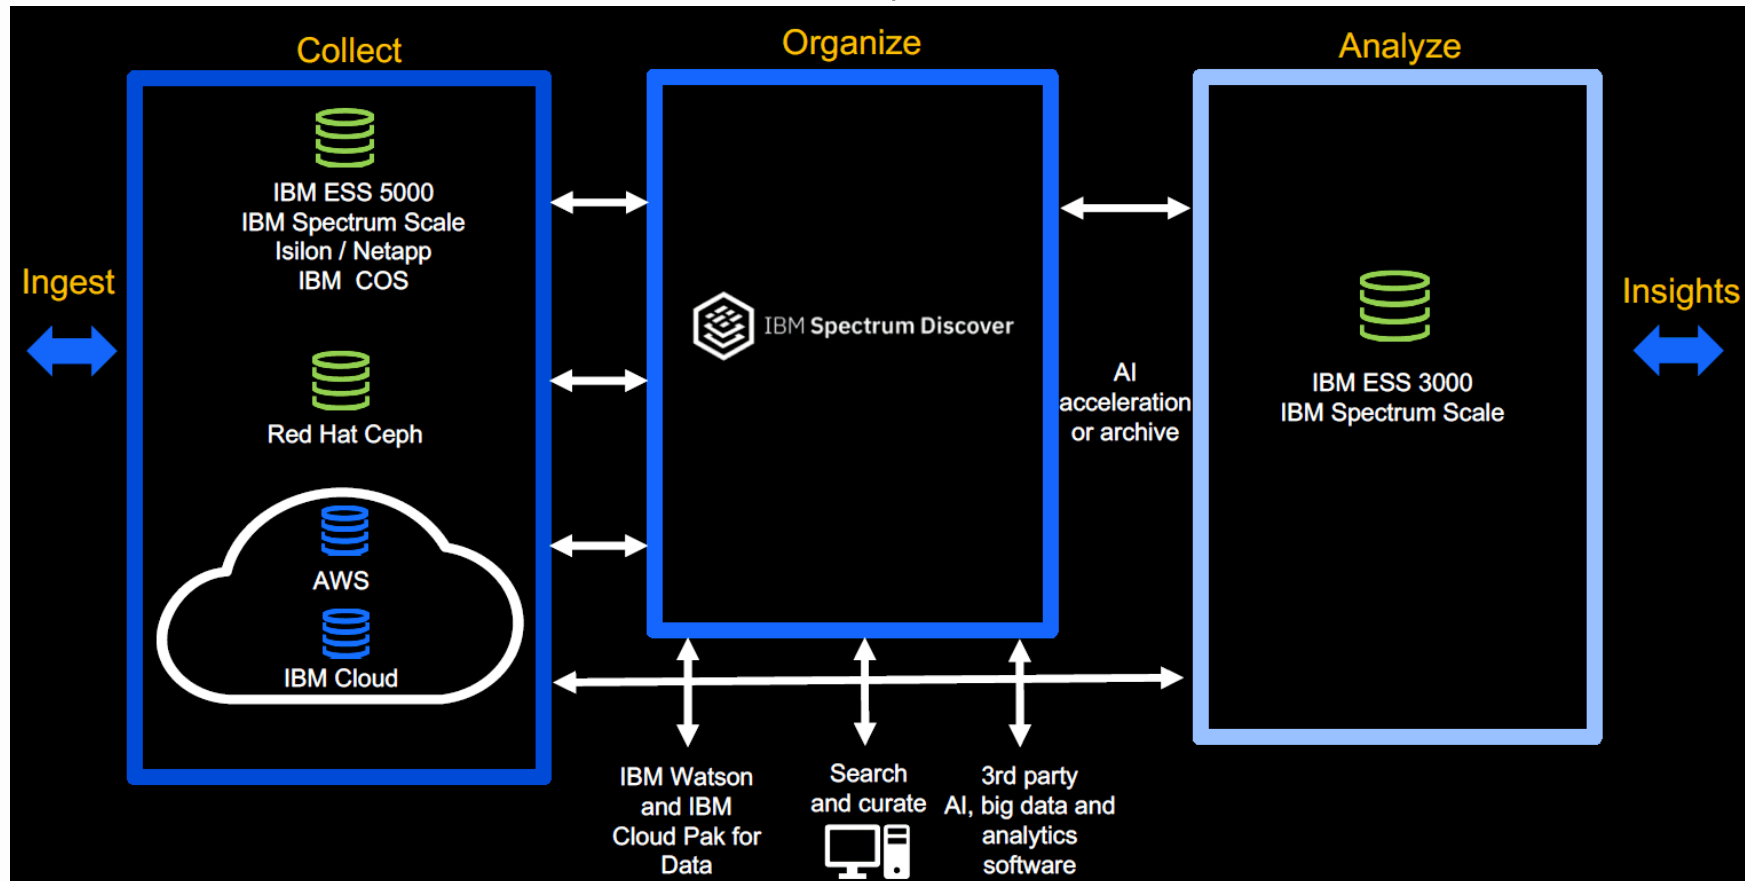 Collect
Organize
Analyze
IBM ESS 5000
IBM Spectrum Scale
Isilon / Netapp
IBM COS
Ingest
Red Hat Ceph
AWS
IBM Cloud
IBM Spectrum Discover
AI
acceleration
or archive
IBM ESS 3000
IBM Spectrum Scale
Insights
IBM Watson
and IBM
Cloud Pak for
Data
Search
and curate
3rd party
AI, big data and
analytics
software